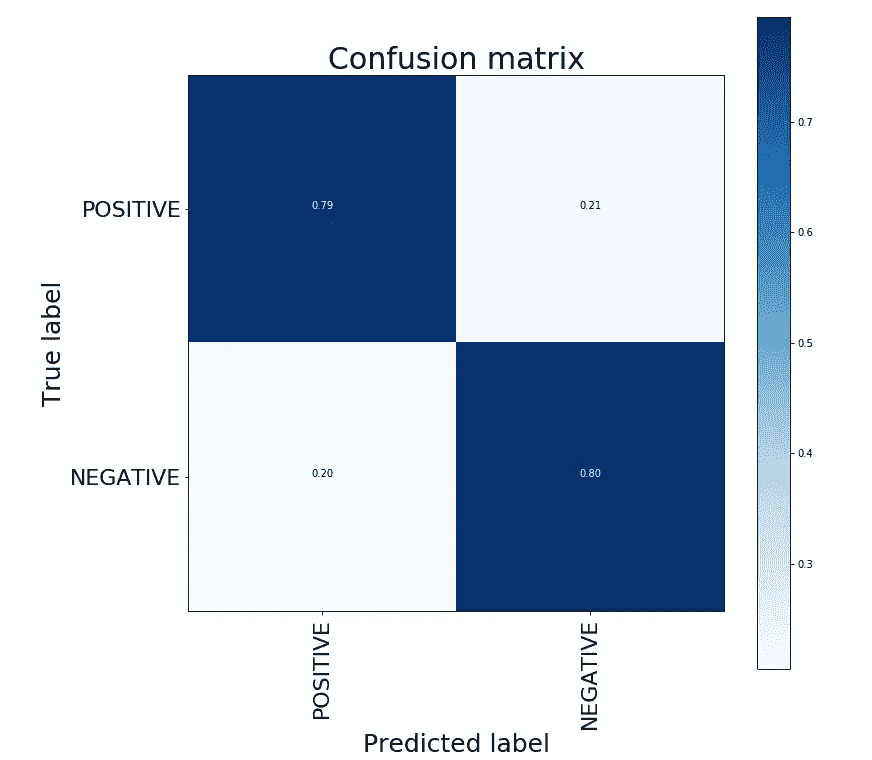 Confusion matrix
0.7
0.6
0.5
0.4
0.3
True label
POSITIVE
NEGATIVE
0.79
0.21
0.20
0.80
POSITIVE
NEGATIVE
Predicted label